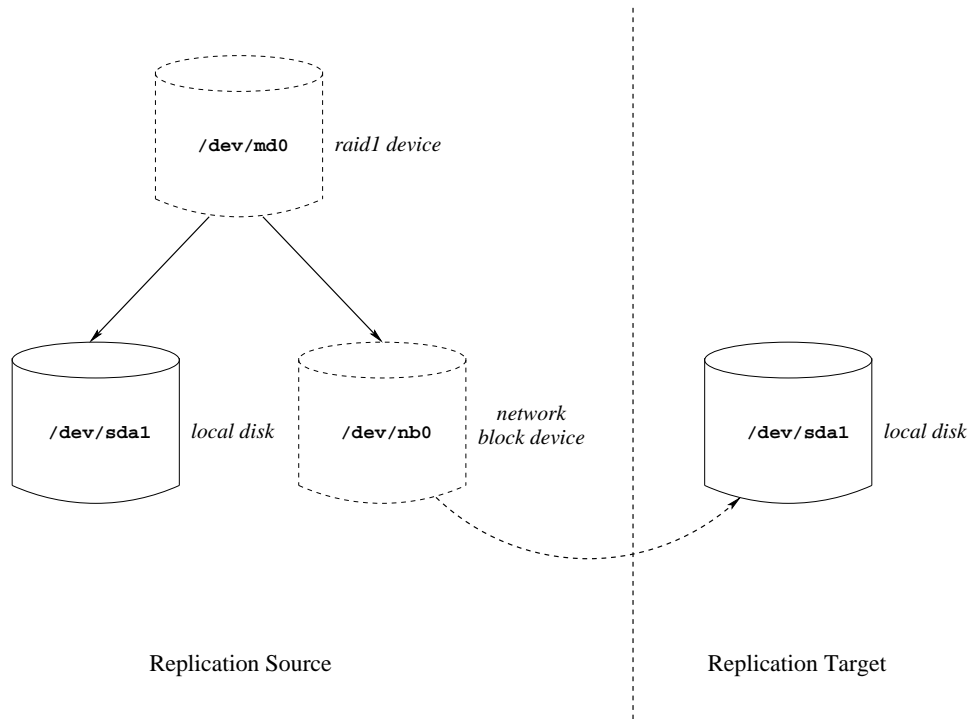 /dev/md0
raid1 device
/dev/sda1
local disk
/dev/nb0
network
block device
/dev/sda1
local disk
Replication Source
Replication Target